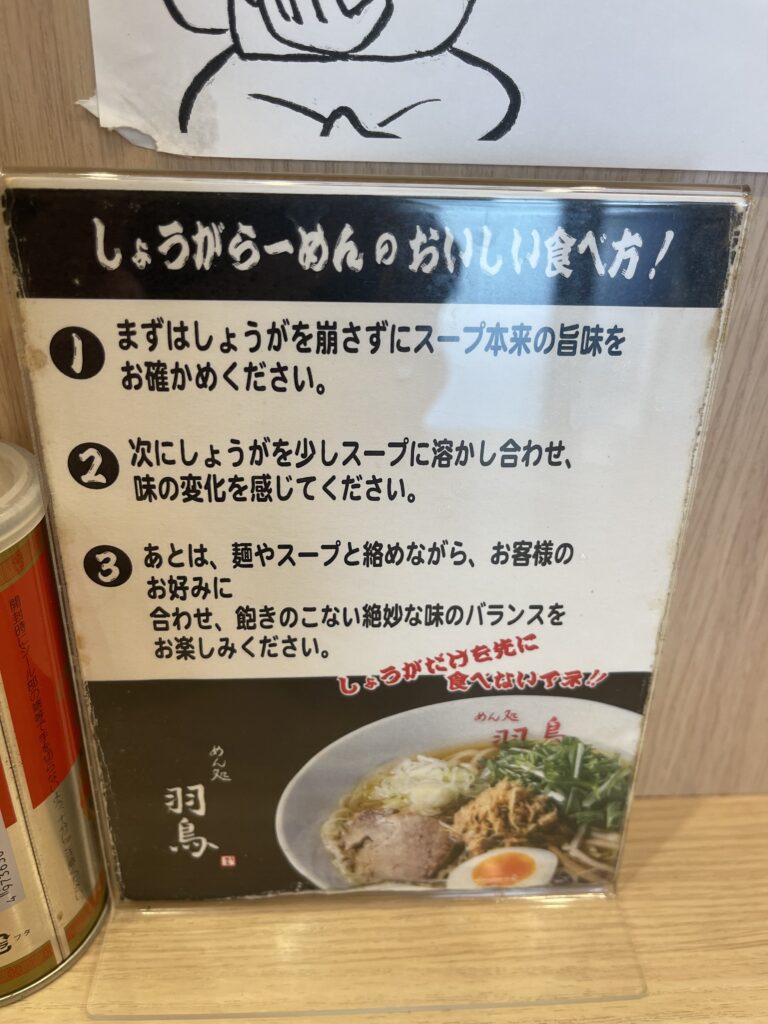 しょうがらーめんのおいしい食べ方！
1 まずはしょうがを崩さずにスープ本来の旨味を
お確かめください。
2 次にしょうがを少しスープに溶かし合わせ、
味の変化を感じてください。
3 あとは、麺やスープと絡めながら、お客様の
お好みに
合わせ、飽きのこない絶妙な味のバランスを
お楽しみください。
しょうがだけを先に
食べないで下さい!!
めん処
羽鳥
めん処
羽鳥
フタ